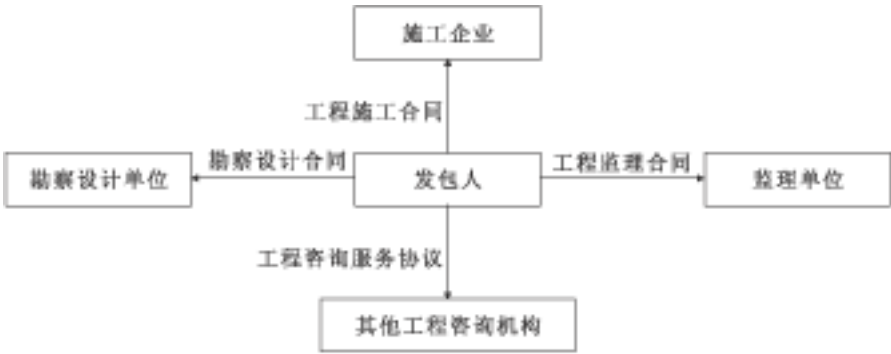 施工企业
工程施工合同
勘察设计单位
勘察设计合同
发包人
工程监理合同
监理单位
工程咨询服务协议
其他工程咨询机构